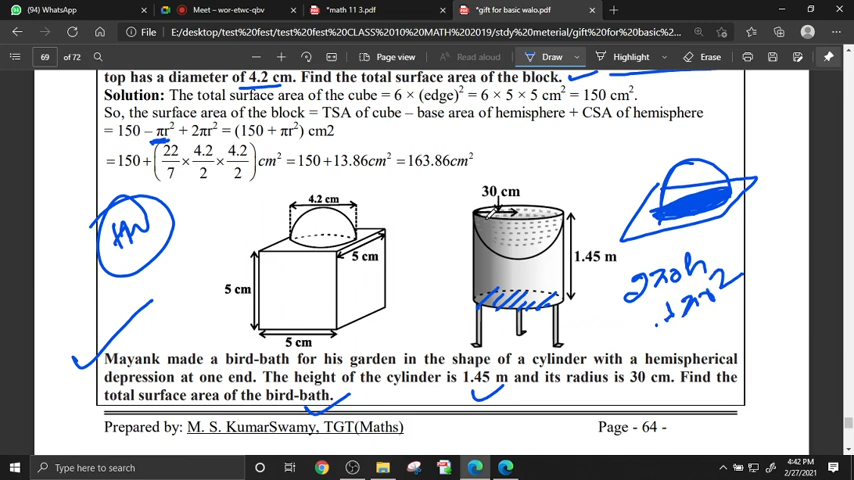 (94) WhatsApp
Meet – wor-etwc-qbv
*math 11 3.pdf
*gift for basic walo.pdf
File
E:/desktop/test%20fest/test%20fest/CLASS%2010%20MATH%202019/stdy%20meterial/gift%20for%20basic%...
69 of 72
Page view
Read aloud
Draw
Highlight
Erase
top has a diameter of 4.2 cm. Find the total surface area of the block.
Solution: The total surface area of the cube = 6 × (edge)² = 6 × 5 × 5 cm² = 150 cm².
So, the surface area of the block = TSA of cube – base area of hemisphere + CSA of hemisphere
= 150 – πr² + 2πr² = (150 + πr²) cm2
= 150 + (22/7 × 4.2/2 × 4.2/2) cm² = 150 + 13.86cm² = 163.86cm²
4.2 cm
30 cm
5 cm
1.45 m
5 cm
5 cm
2πrh
Mayank made a bird-bath for his garden in the shape of a cylinder with a hemispherical
depression at one end. The height of the cylinder is 1.45 m and its radius is 30 cm. Find the
total surface area of the bird-bath.
Prepared by: M. S. KumarSwamy, TGT(Maths)
Page - 64 -
Type here to search
4:42 PM
2/27/2021